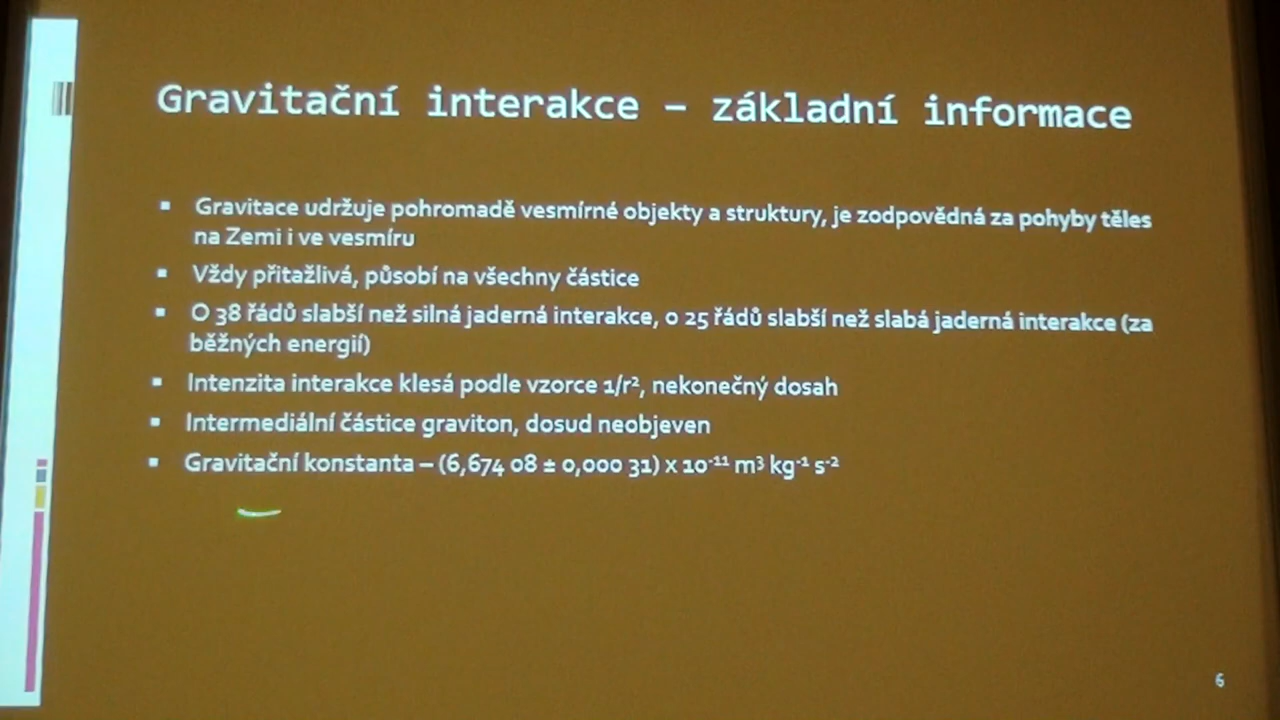 Gravitační interakce – základní informace
▪ Gravitace udržuje pohromadě vesmírné objekty a struktury, je zodpovědná za pohyby těles
na Zemi i ve vesmíru
▪ Vždy přitažlivá, působí na všechny částice
▪ O 38 řádů slabší než silná jaderná interakce, o 25 řádů slabší než slabá jaderná interakce (za
běžných energií)
▪ Intenzita interakce klesá podle vzorce 1/r², nekonečný dosah
▪ Intermediální částice graviton, dosud neobjeven
▪ Gravitační konstanta – (6,674 08 ± 0,000 31) x 10⁻¹¹ m³ kg⁻¹ s⁻²
6